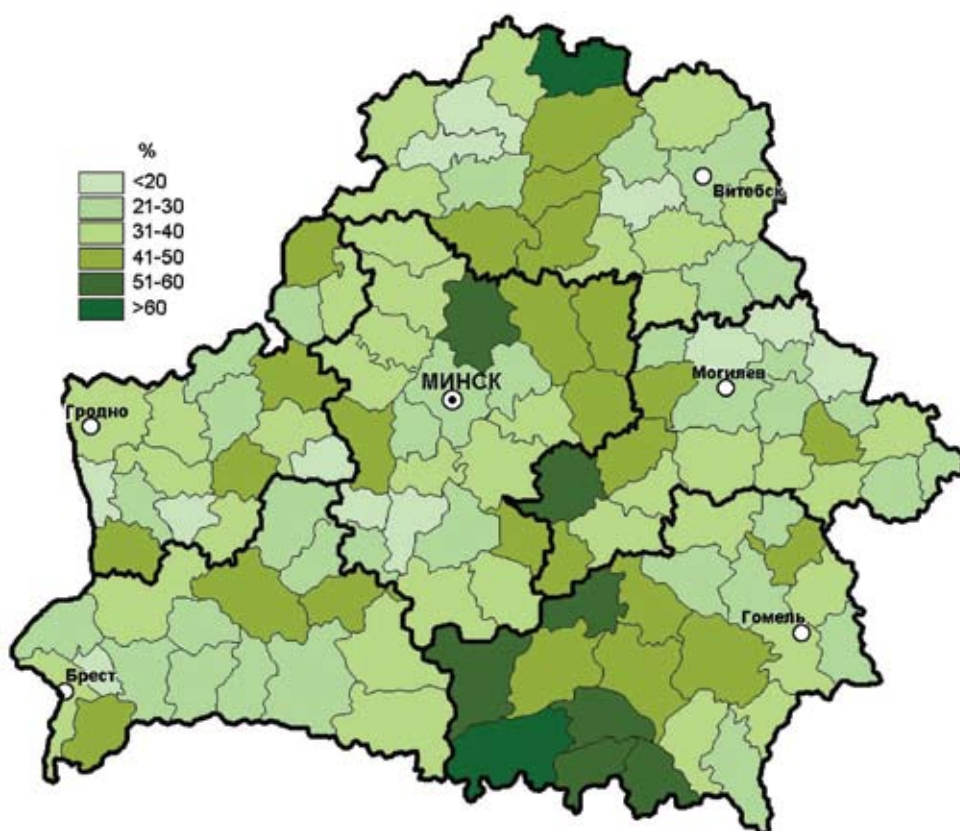 %
<20
21-30
31-40
41-50
51-60
>60
Витебск
МИНСК
Могилев
Гродно
Гомель
Брест